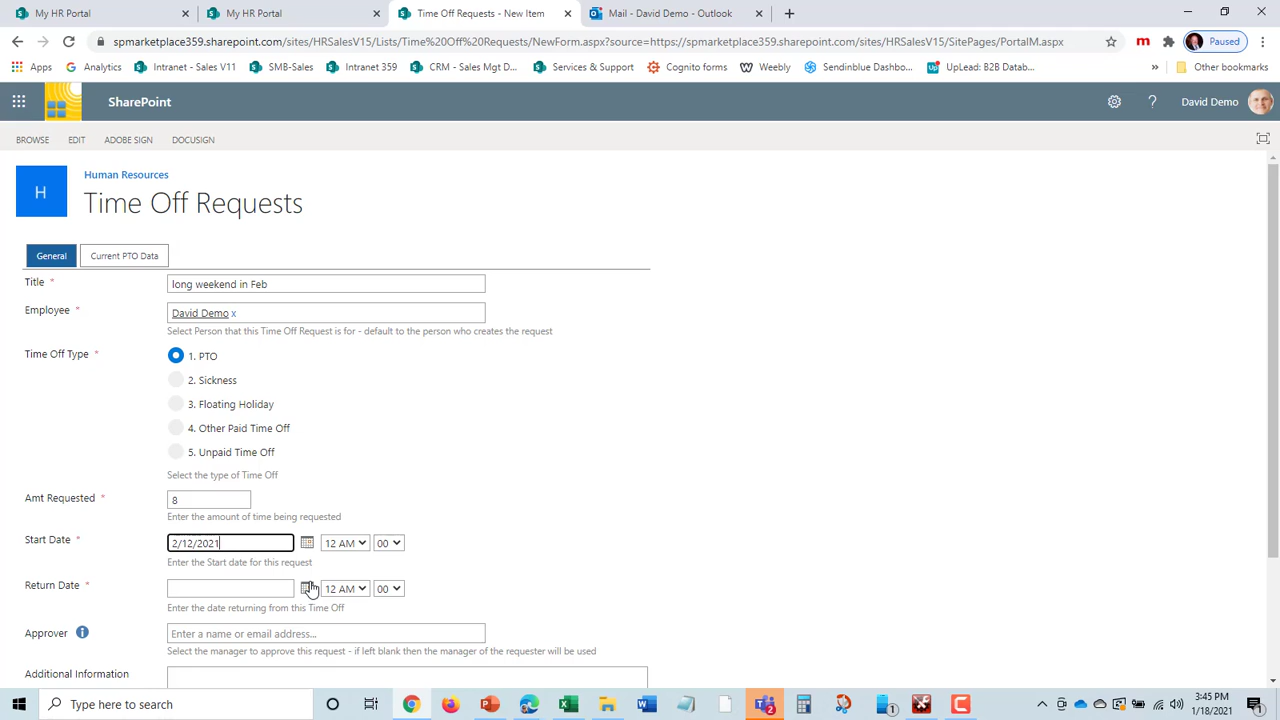 My HR Portal
My HR Portal
Time Off Requests - New Item
Mail - David Demo - Outlook
spmarketplace359.sharepoint.com/sites/HRSalesV15/Lists/Time%20Off%20Requests/NewForm.aspx?source=https://spmarketplace359.sharepoint.com/sites/HRSalesV15/SitePages/PortalM.aspx
Paused
Apps
Analytics
Intranet - Sales V11
SMB-Sales
Intranet 359
CRM - Sales Mgt D...
Services & Support
Cognito forms
Weebly
Sendinblue Dashbo...
UpLead: B2B Datab...
Other bookmarks
SharePoint
David Demo
BROWSE EDIT ADOBE SIGN DOCUSIGN
H
Human Resources
Time Off Requests
General
Current PTO Data
Title *
long weekend in Feb
Employee *
David Demo x
Select Person that this Time Off Request is for - default to the person who creates the request
Time Off Type *
1. PTO
2. Sickness
3. Floating Holiday
4. Other Paid Time Off
5. Unpaid Time Off
Select the type of Time Off
Amt Requested *
8
Enter the amount of time being requested
Start Date *
2/12/2021
12 AM
00
Enter the Start date for this request
Return Date *
12 AM
00
Enter the date returning from this Time Off
Approver
Enter a name or email address...
Select the manager to approve this request - if left blank then the manager of the requester will be used
Additional Information
Type here to search
3:45 PM
1/18/2021